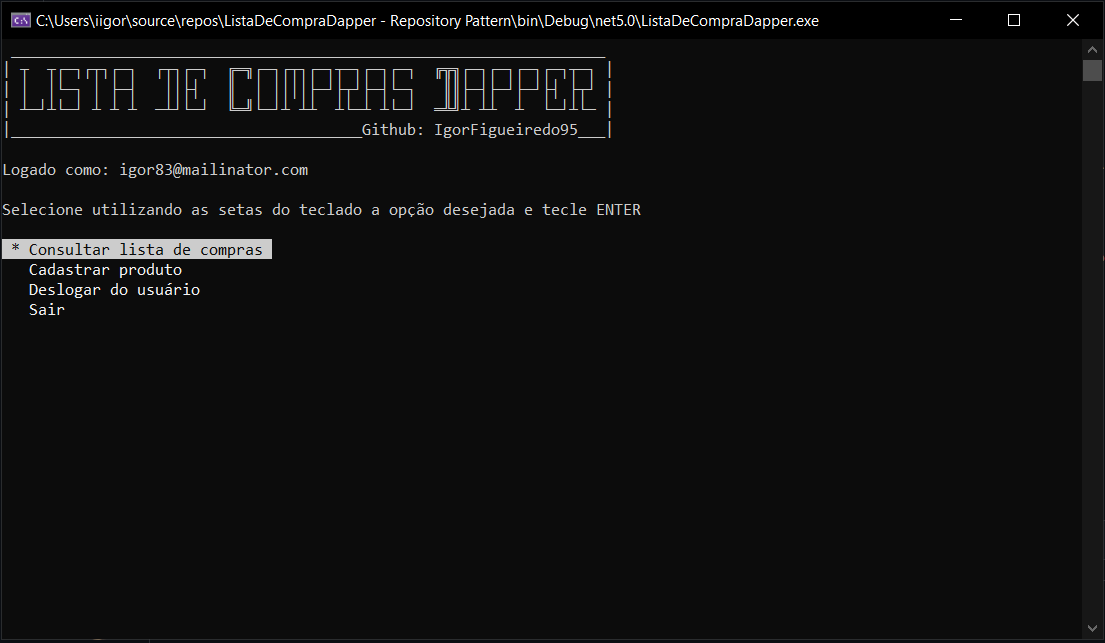 C:\Users\iigor\source\repos\ListaDeCompraDapper - Repository Pattern\bin\Debug\net5.0\ListaDeCompraDapper.exe
LISTA DE COMPRAS DAPPER
Github: IgorFigueiredo95
Logado como: igor83@mailinator.com
Selecione utilizando as setas do teclado a opção desejada e tecle ENTER
* Consultar lista de compras
Cadastrar produto
Deslogar do usuário
Sair